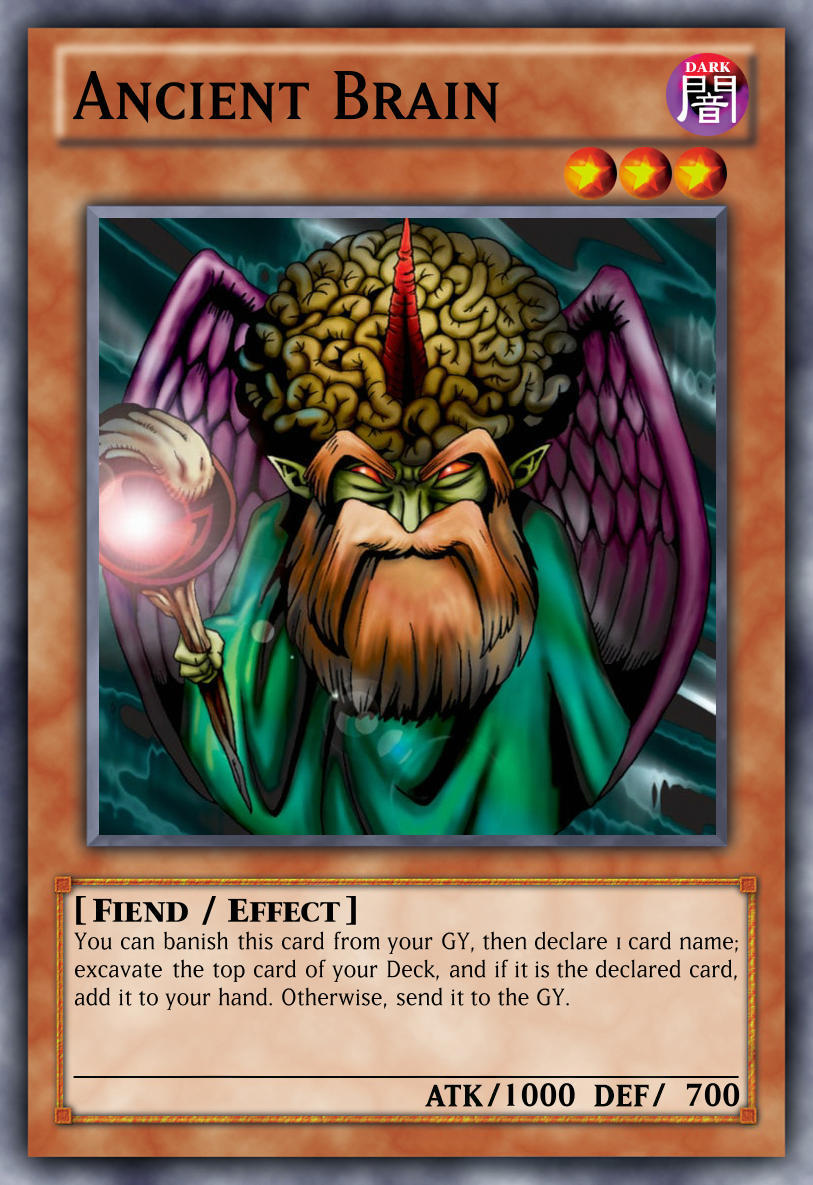 Ancient Brain
DARK
闇
[ Fiend / Effect ]
You can banish this card from your GY, then declare 1 card name;
excavate the top card of your Deck, and if it is the declared card,
add it to your hand. Otherwise, send it to the GY.
ATK/1000 DEF/ 700